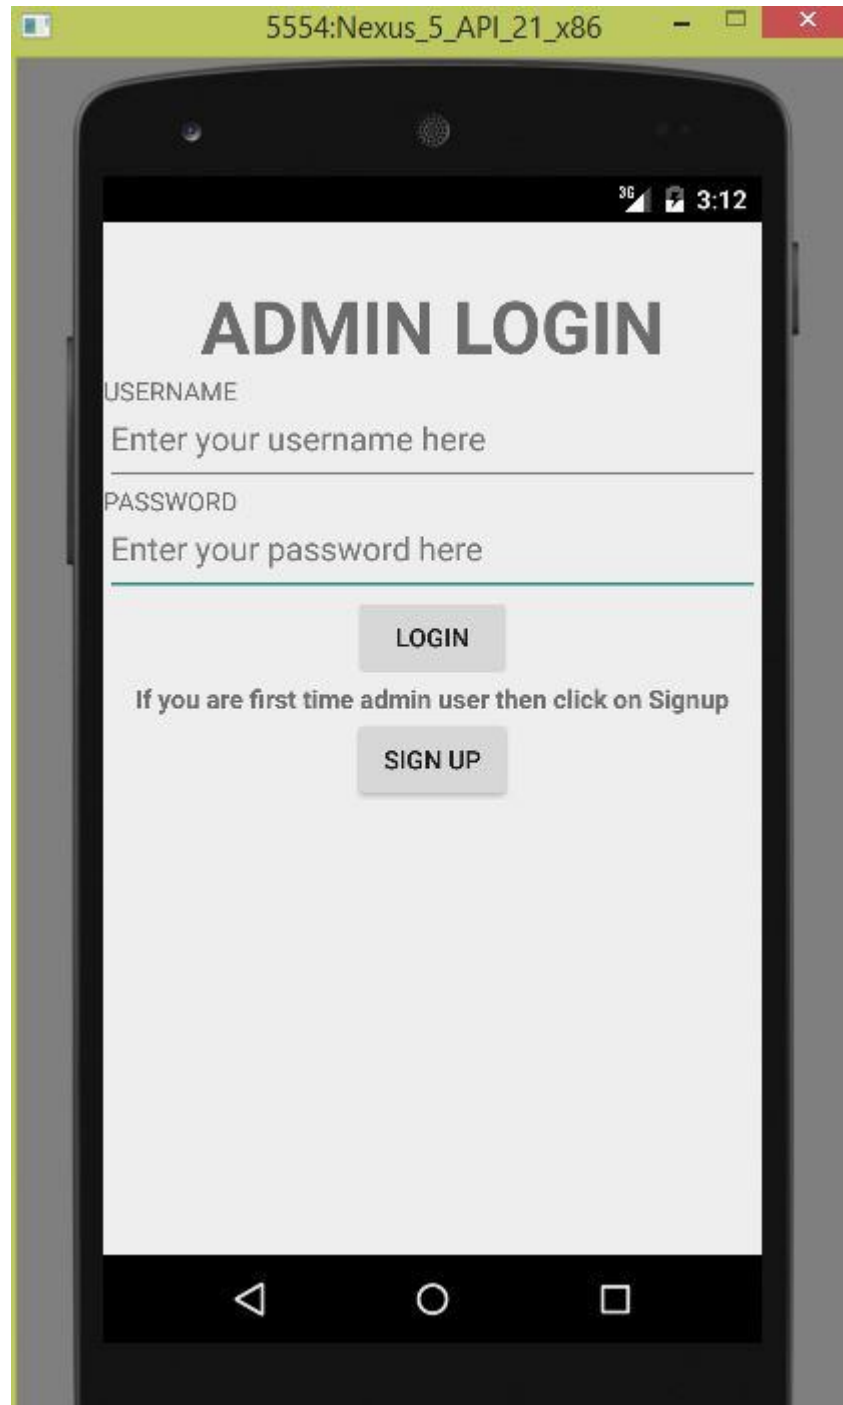 5554:Nexus_5_API_21_x86
3G 3:12
ADMIN LOGIN
USERNAME
Enter your username here
PASSWORD
Enter your password here
LOGIN
If you are first time admin user then click on Signup
SIGN UP